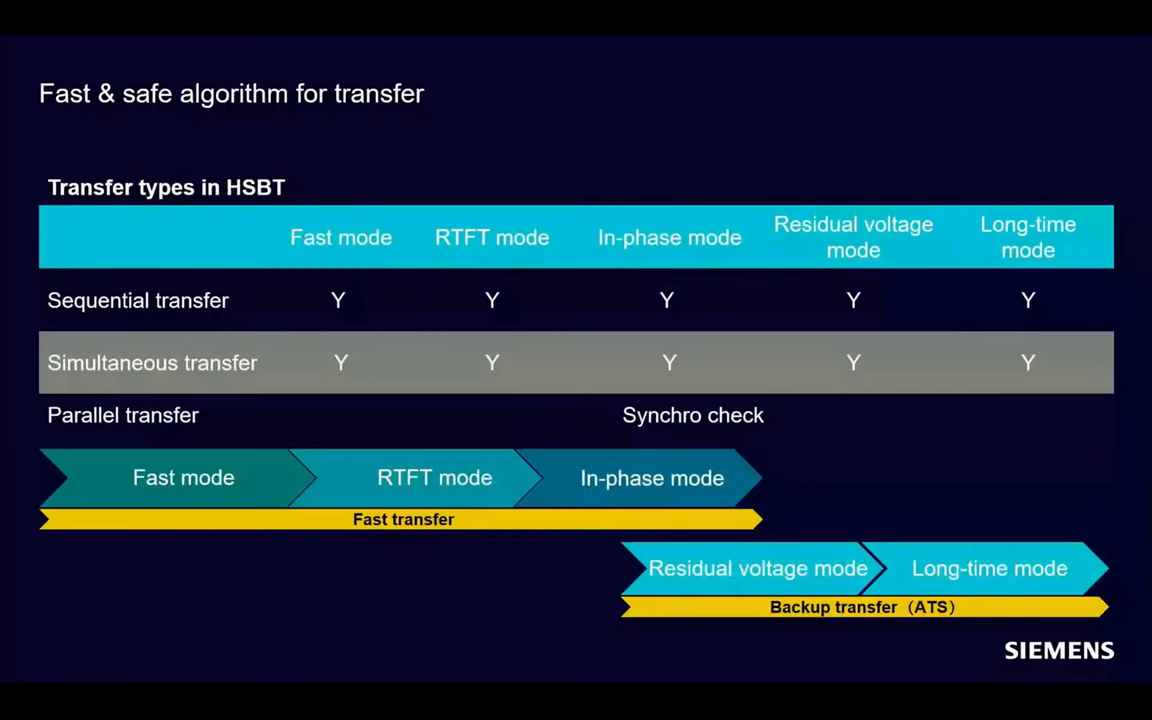 Fast & safe algorithm for transfer
Transfer types in HSBT
Fast mode RTFT mode In-phase mode Residual voltage mode Long-time mode
Sequential transfer Y Y Y Y Y
Simultaneous transfer Y Y Y Y Y
Parallel transfer Synchro check
Fast mode RTFT mode In-phase mode
Fast transfer
Residual voltage mode Long-time mode
Backup transfer（ATS）
SIEMENS